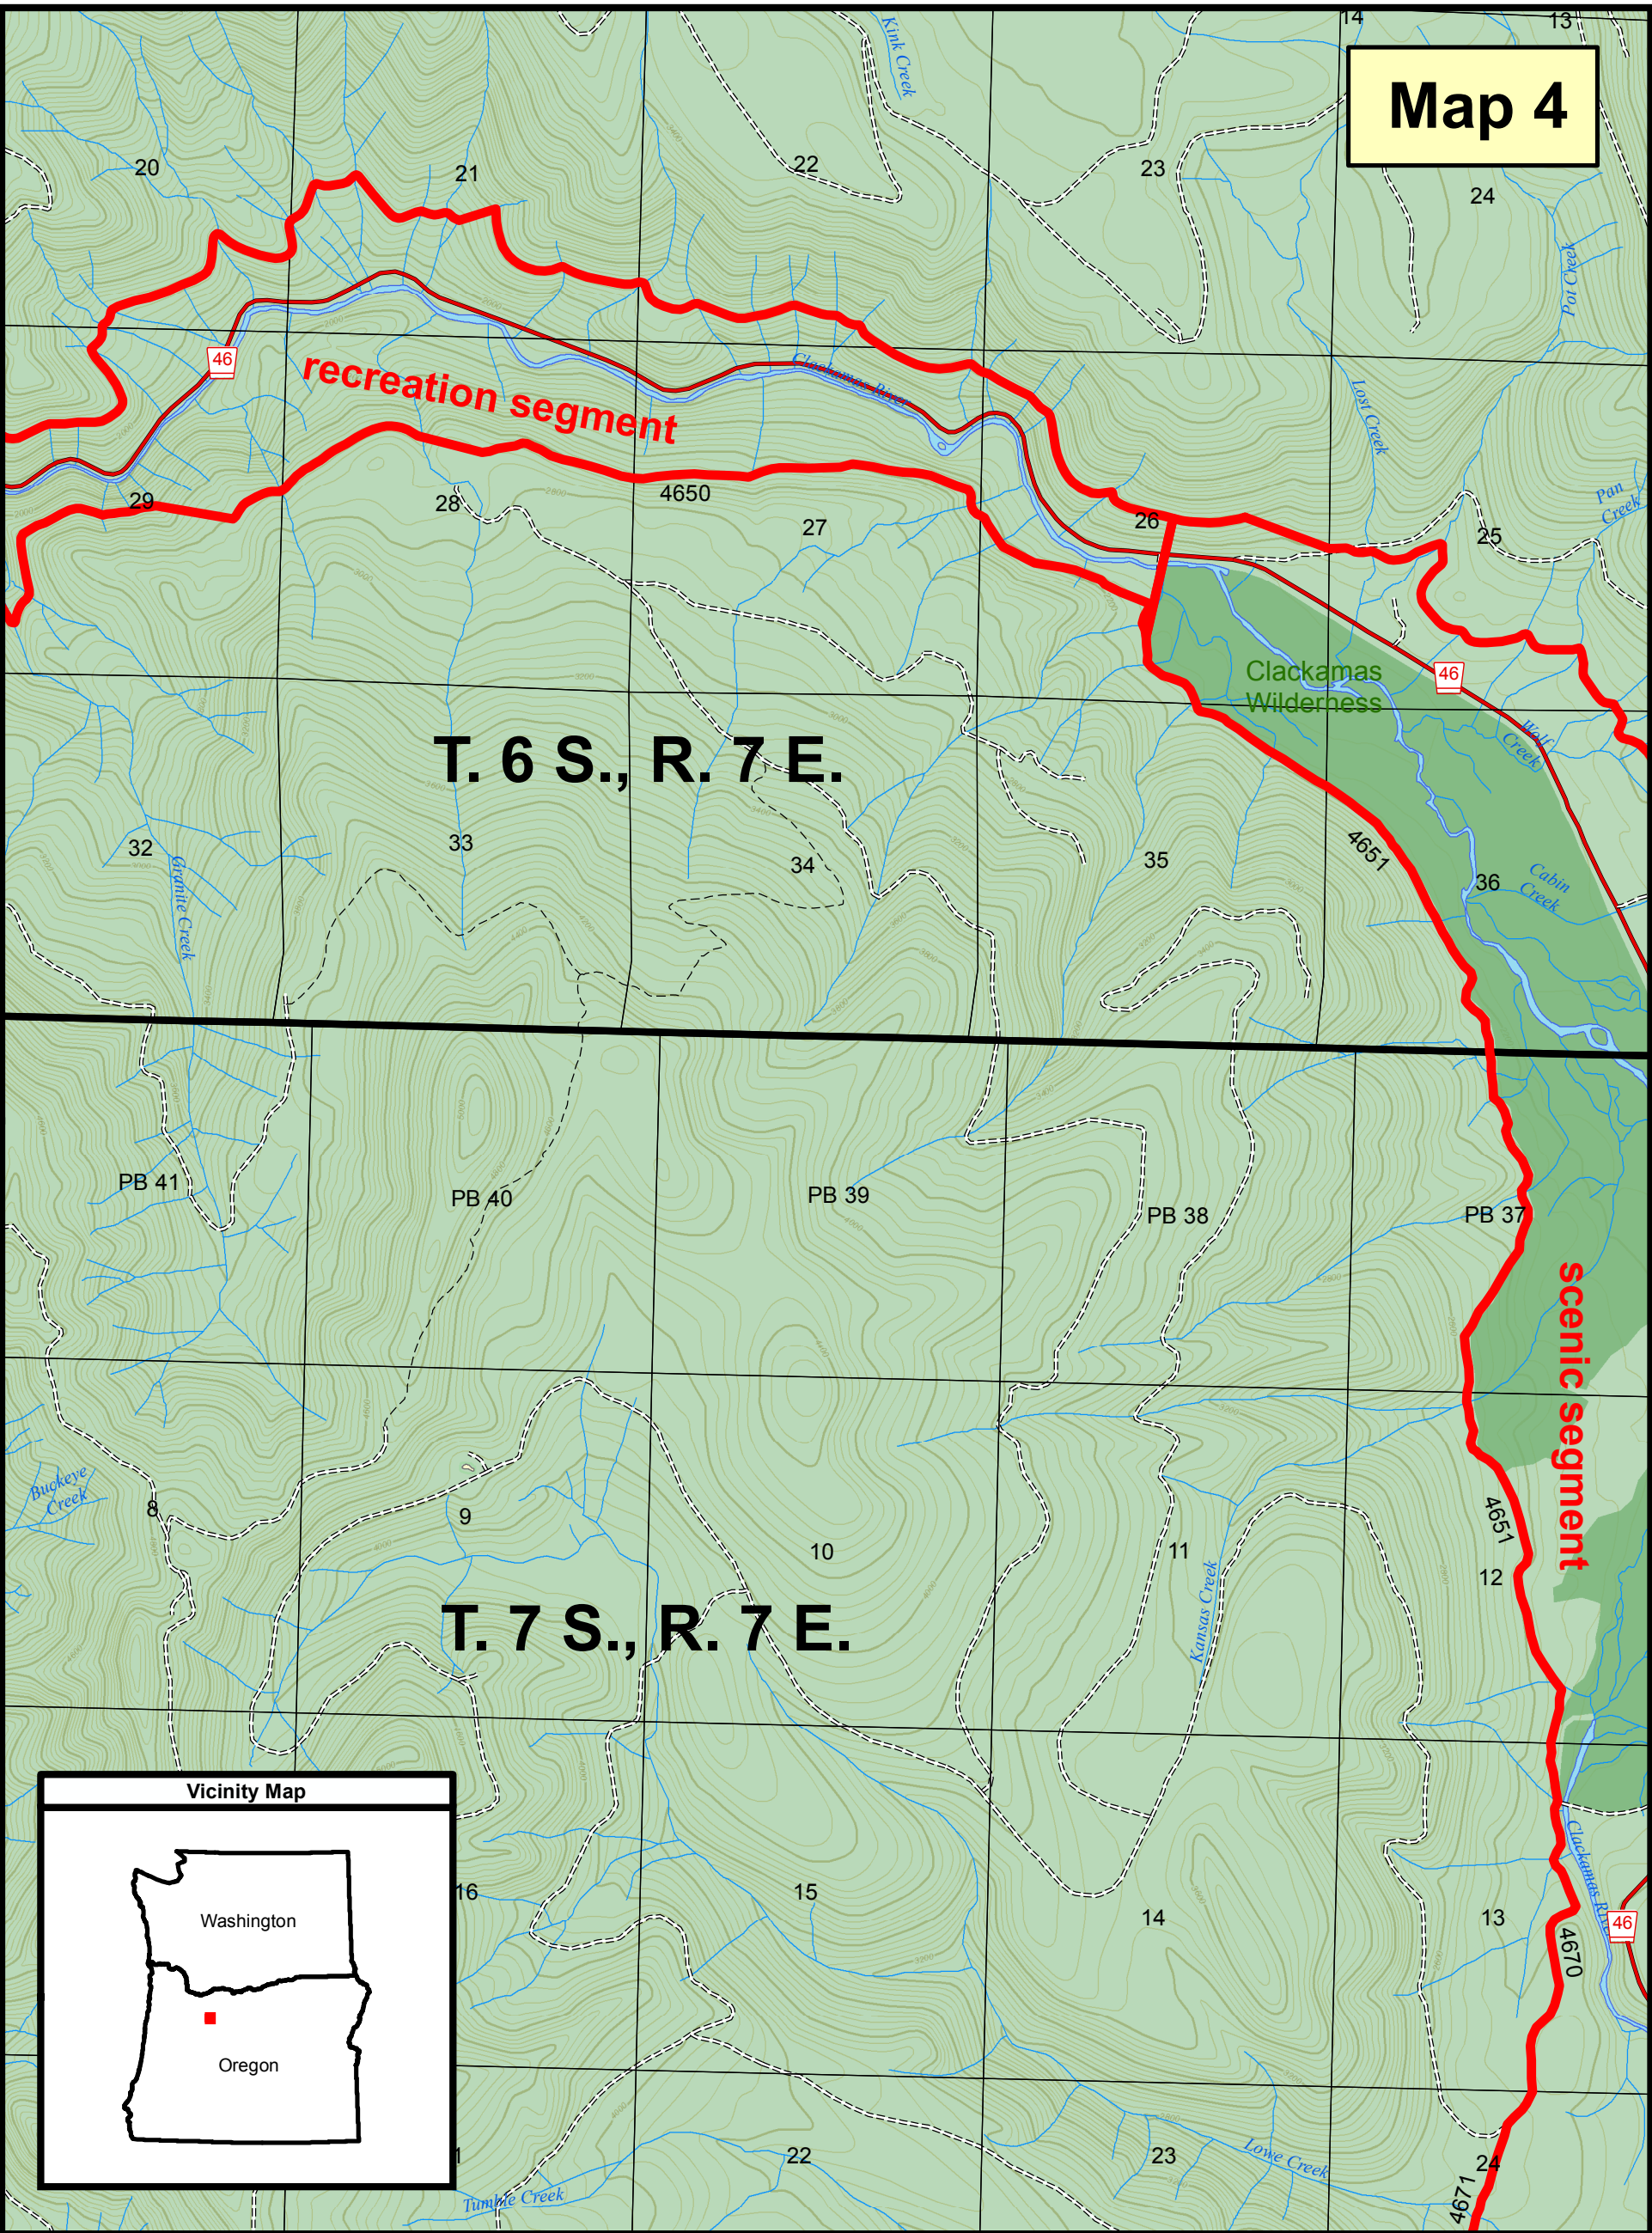 14
13
Map 4
Kink Creek
20
21
22
23
24
Pot Creek
46
recreation segment
Clackamas River
Lost Creek
Pan
Creek
29
28
4650
27
26
25
Clackamas
Wilderness
46
Wolf
Creek
T. 6 S., R. 7 E.
32
33
34
35
4651
36
Granite Creek
Cabin
Creek
PB 41
PB 40
PB 39
PB 38
PB 37
scenic segment
Buckeye
Creek
8
9
10
11
4651
12
Kansas Creek
T. 7 S., R. 7 E.
Vicinity Map
Washington
Oregon
16
15
14
13
Clackamas River
46
4670
22
23
Lowe Creek
24
4671
Tumble Creek